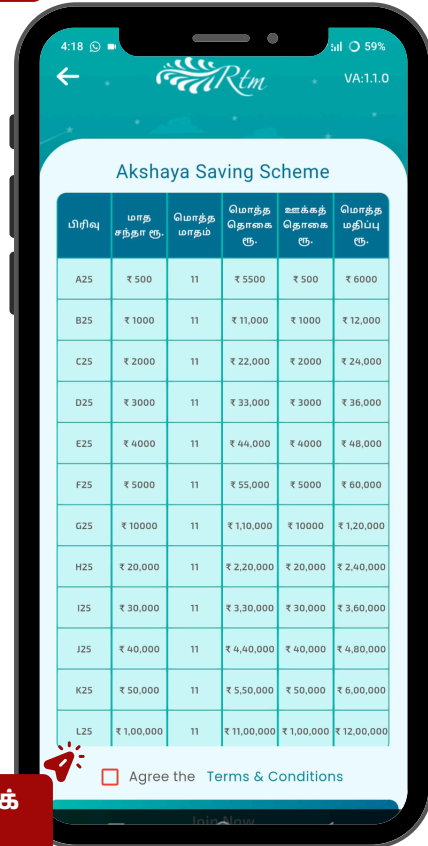 4:18 59%
Rtm VA:1.1.0
Akshaya Saving Scheme
பிரிவு மாத சந்தா ரூ. மொத்த மாதம் மொத்த தொகை ரூ. ஊக்கத் தொகை ரூ. மொத்த மதிப்பு ரூ.
A25 ₹ 500 11 ₹ 5500 ₹ 500 ₹ 6000
B25 ₹ 1000 11 ₹ 11,000 ₹ 1000 ₹ 12,000
C25 ₹ 2000 11 ₹ 22,000 ₹ 2000 ₹ 24,000
D25 ₹ 3000 11 ₹ 33,000 ₹ 3000 ₹ 36,000
E25 ₹ 4000 11 ₹ 44,000 ₹ 4000 ₹ 48,000
F25 ₹ 5000 11 ₹ 55,000 ₹ 5000 ₹ 60,000
G25 ₹ 10000 11 ₹ 1,10,000 ₹ 10000 ₹ 1,20,000
H25 ₹ 20,000 11 ₹ 2,20,000 ₹ 20,000 ₹ 2,40,000
I25 ₹ 30,000 11 ₹ 3,30,000 ₹ 30,000 ₹ 3,60,000
J25 ₹ 40,000 11 ₹ 4,40,000 ₹ 40,000 ₹ 4,80,000
K25 ₹ 50,000 11 ₹ 5,50,000 ₹ 50,000 ₹ 6,00,000
L25 ₹ 1,00,000 11 ₹ 11,00,000 ₹ 1,00,000 ₹ 12,00,000
Agree the Terms & Conditions
க்
Join Now